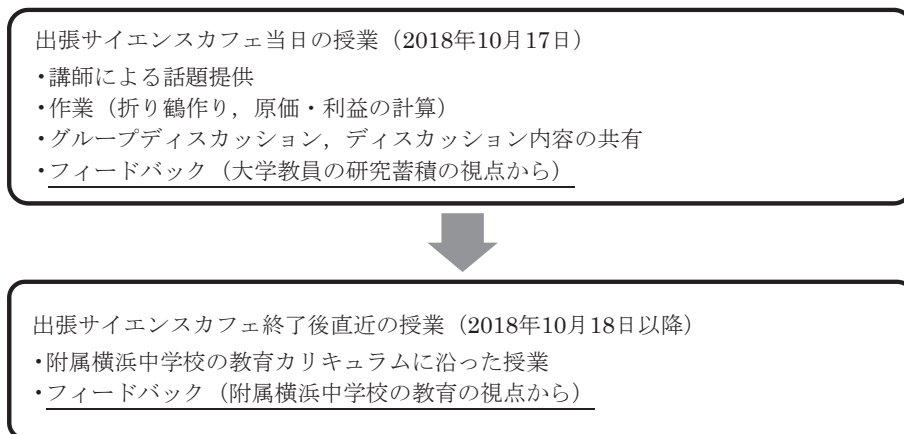 出張サイエンスカフェ当日の授業（2018年10月17日）
・講師による話題提供
・作業（折り鶴作り，原価・利益の計算）
・グループディスカッション，ディスカッション内容の共有
・フィードバック（大学教員の研究蓄積の視点から）
出張サイエンスカフェ終了後直近の授業（2018年10月18日以降）
・附属横浜中学校の教育カリキュラムに沿った授業
・フィードバック（附属横浜中学校の教育の視点から）